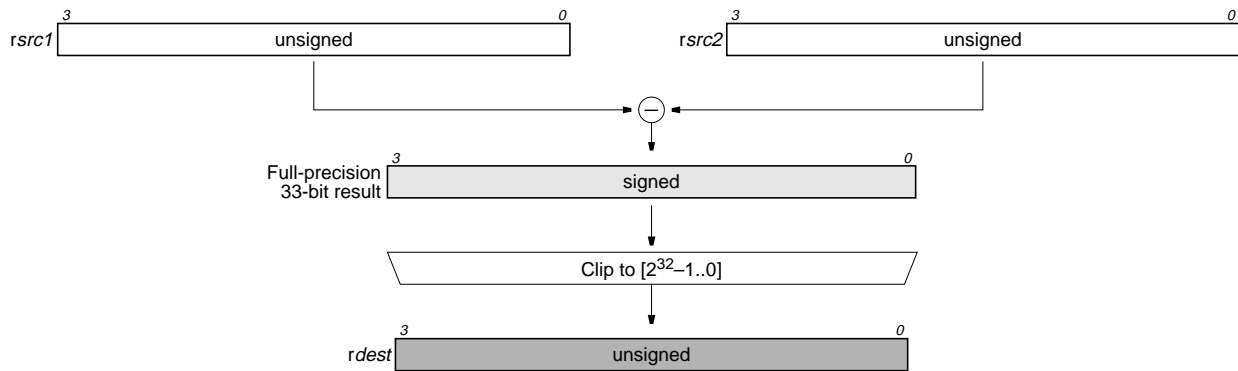 3 0 3 0
rsrc1 unsigned rsrc2 unsigned
−
3 0
Full-precision
33-bit result signed
Clip to [2³²–1..0]
3 0
rdest unsigned